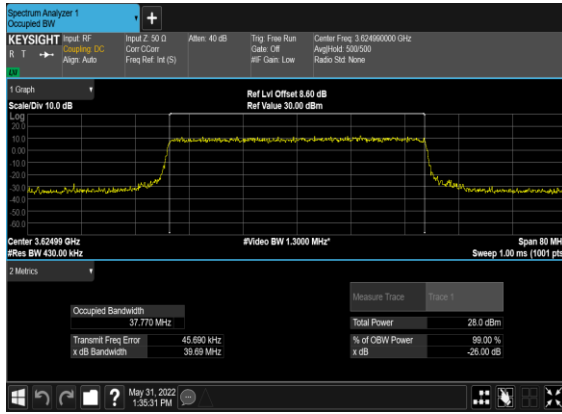 Spectrum Analyzer 1
Occupied BW
+
KEYSIGHT Input: RF Input Z: 50 Ω Atten: 40 dB Trig: Free Run Center Freq: 3.624990000 GHz
R T Coupling: DC Corr CCorr Gate: Off Avg|Hold: 500/500
Align: Auto Freq Ref: Int (S) #IF Gain: Low Radio Std: None
LNI
1 Graph
Ref Lvl Offset 8.60 dB
Scale/Div 10.0 dB Ref Value 30.00 dBm
Log
20.0
10.0
0.00
-10.0
-20.0
-30.0
-40.0
-50.0
-60.0
Center 3.62499 GHz #Video BW 1.3000 MHz* Span 80 MH
#Res BW 430.00 kHz Sweep 1.00 ms (1001 pts
2 Metrics
Measure Trace Trace 1
Occupied Bandwidth
37.770 MHz Total Power 28.0 dBm
Transmit Freq Error 45.690 kHz % of OBW Power 99.00 %
x dB Bandwidth 39.69 MHz x dB -26.00 dB
? May 31, 2022
1:35:31 PM